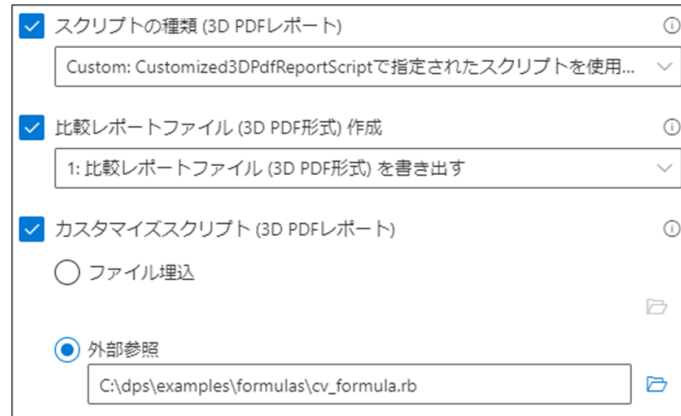 スクリプトの種類 (3D PDFレポート)
Custom: Customized3DPdfReportScriptで指定されたスクリプトを使用...
比較レポートファイル (3D PDF形式) 作成
1: 比較レポートファイル (3D PDF形式) を書き出す
カスタマイズスクリプト (3D PDFレポート)
ファイル埋込
外部参照
C:\dps\examples\formulas\cv_formula.rb